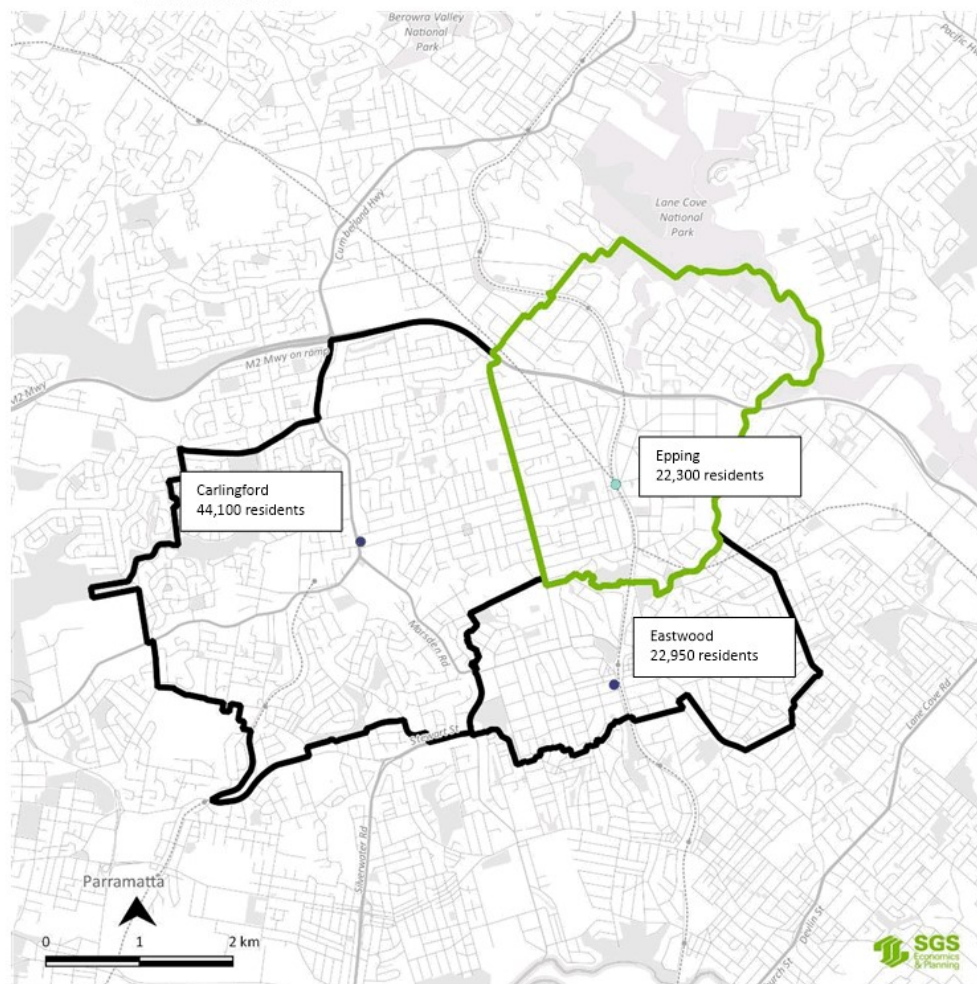 Berowra Valley
National
Park
Pacific H
Cumberland Hwy
Lane Cove
National
Park
M2 Mwy on ramp
M2 Mwy
Epping
22,300 residents
Carlingford
44,100 residents
Marsden Rd
Eastwood
22,950 residents
Lane Cove Rd
Stewart St
Silverwater Rd
Parramatta
0 1 2 km
Devlin St
urch St
SGS
Economics
& Planning